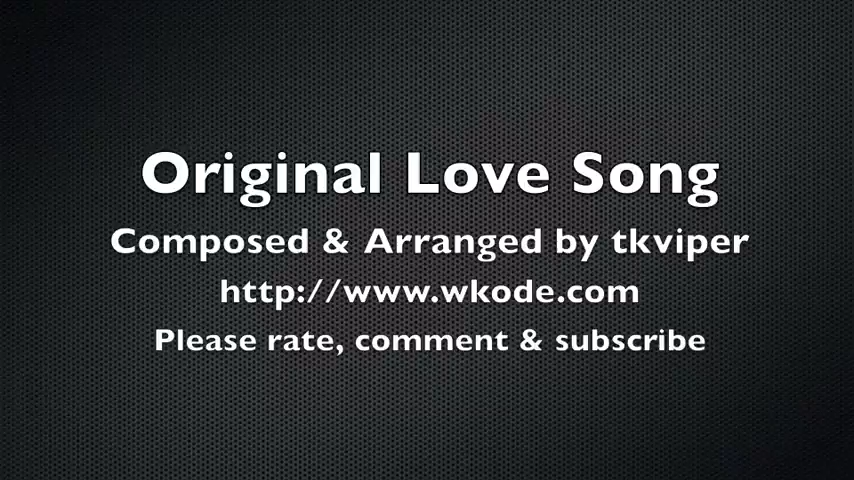 Original Love Song
Composed & Arranged by tkviper
http://www.wkode.com
Please rate, comment & subscribe